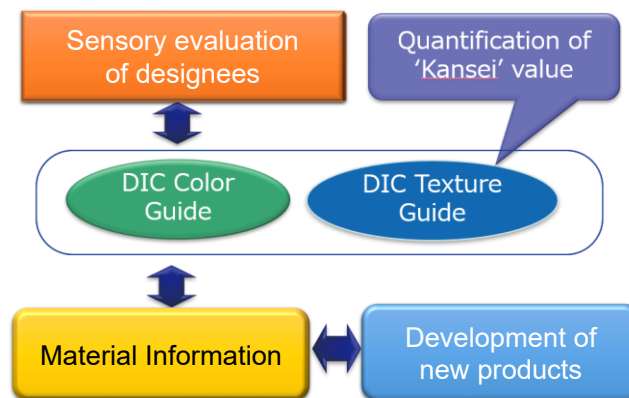 Sensory evaluation
of designees
Quantification of
‘Kansei’ value
DIC Color
Guide
DIC Texture
Guide
Material Information
Development of
new products